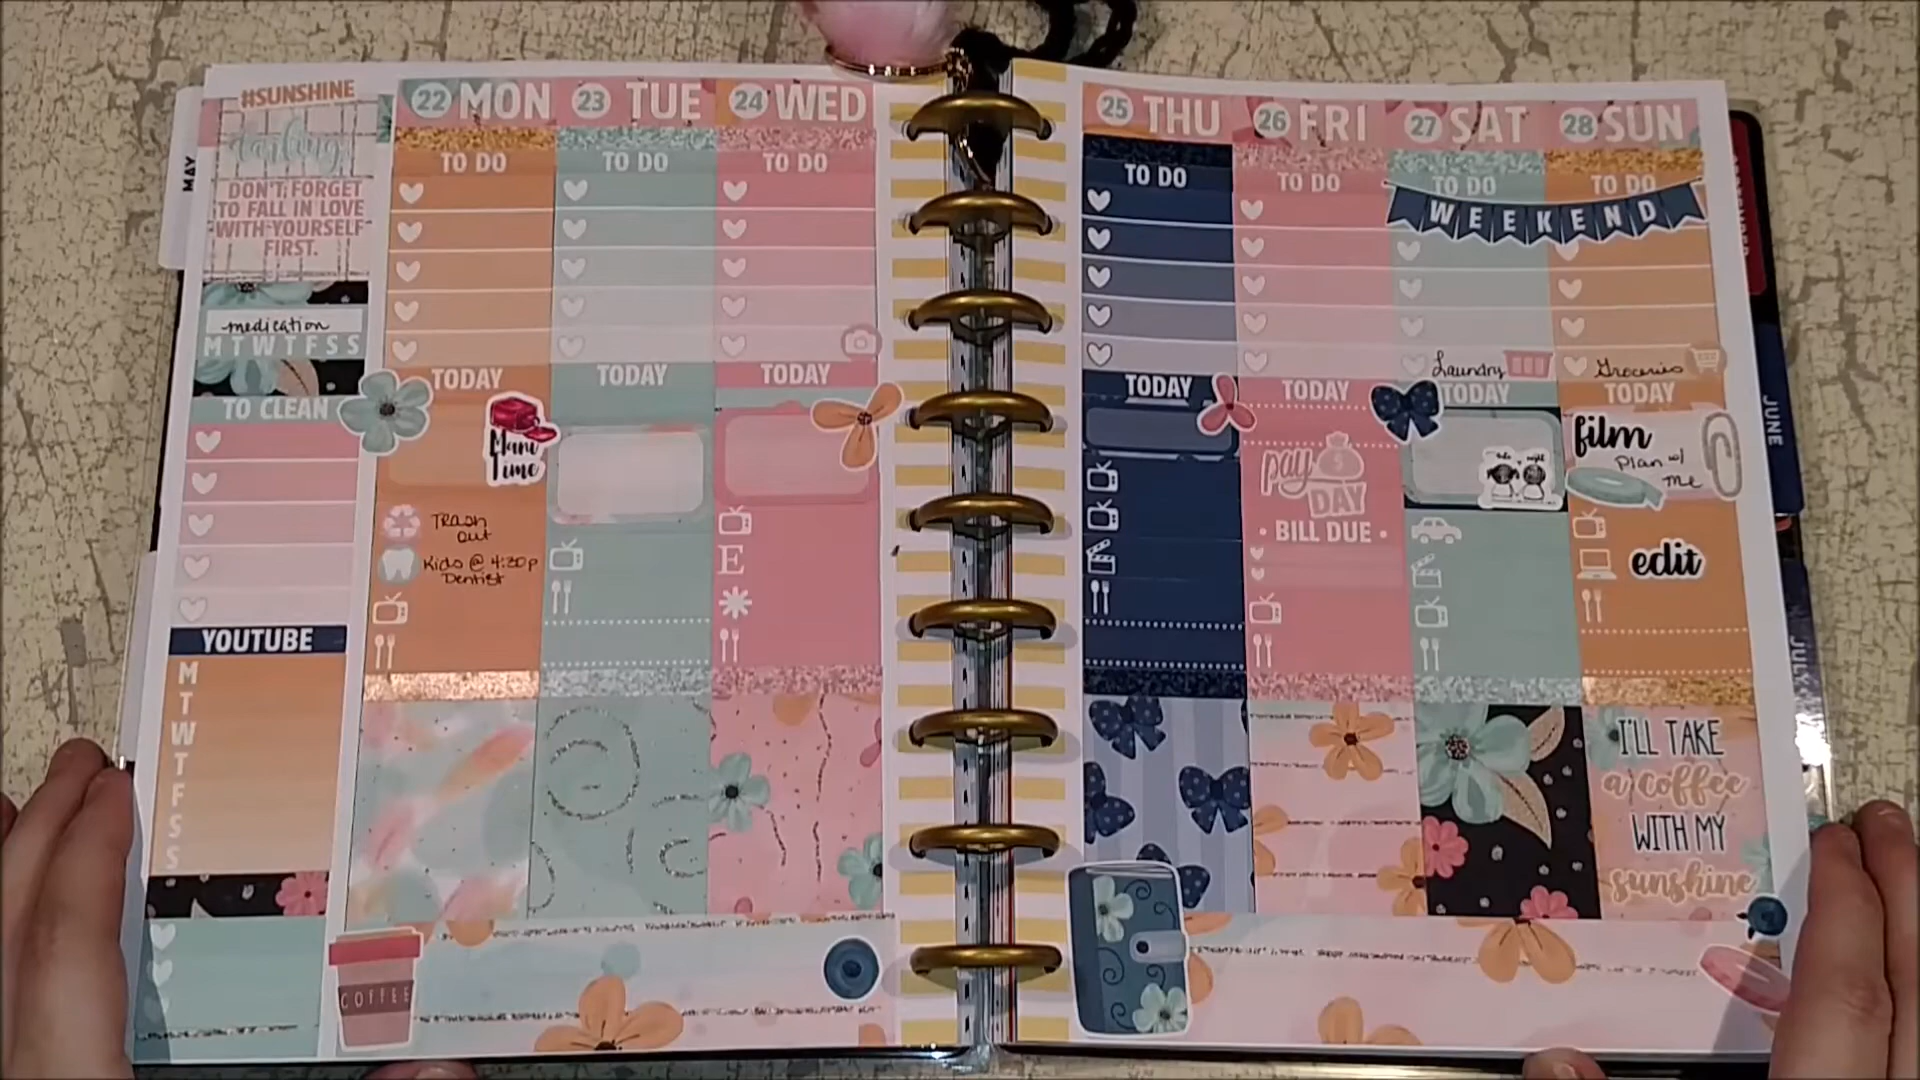 #SUNSHINE
darling,
DON'T FORGET
TO FALL IN LOVE
WITH YOURSELF
FIRST.
MAY
medication
M T W T F S S
TO CLEAN
YOUTUBE
M
T
W
T
F
S
S
22 MON
TO DO
TODAY
Mani
Time
Trash
out
Kids @ 4:30p
Dentist
23 TUE
TO DO
TODAY
24 WED
TO DO
TODAY
E
COFFEE
25 THU
TO DO
TODAY
26 FRI
TO DO
TODAY
pay
DAY
BILL DUE
27 SAT
TO DO
WEEKEND
Laundry
TODAY
28 SUN
TO DO
Groceries
TODAY
film
Plan w/
me
edit
I'LL TAKE
a coffee
WITH MY
sunshine
JUNE
JULY